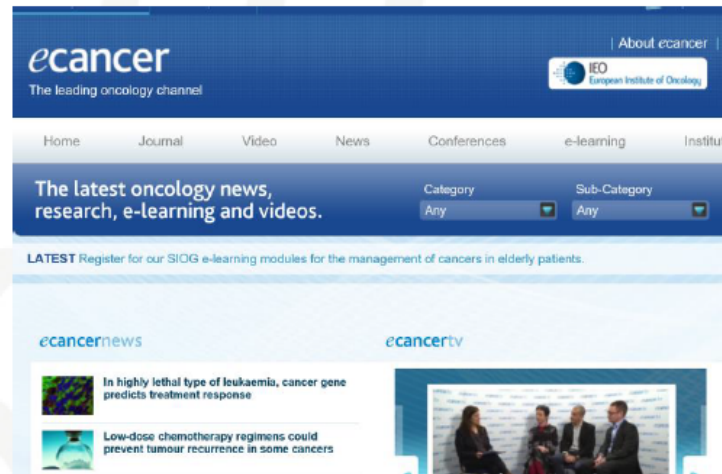 ecancer
The leading oncology channel
| About ecancer |
IEO
European Institute of Oncology
Home Journal Video News Conferences e-learning Institu
The latest oncology news,
research, e-learning and videos.
Category Sub-Category
Any Any
LATEST Register for our SIOG e-learning modules for the management of cancers in elderly patients.
ecancernews
ecancertv
In highly lethal type of leukaemia, cancer gene
predicts treatment response
Low-dose chemotherapy regimens could
prevent tumour recurrence in some cancers